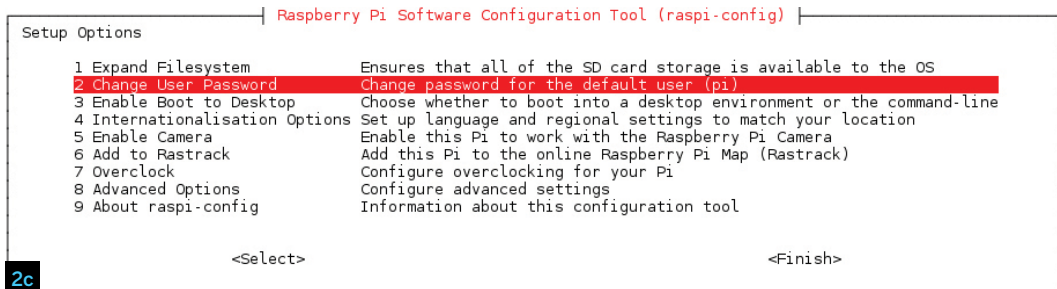 Raspberry Pi Software Configuration Tool (raspi-config)
Setup Options
1 Expand Filesystem Ensures that all of the SD card storage is available to the OS
2 Change User Password Change password for the default user (pi)
3 Enable Boot to Desktop Choose whether to boot into a desktop environment or the command-line
4 Internationalisation Options Set up language and regional settings to match your location
5 Enable Camera Enable this Pi to work with the Raspberry Pi Camera
6 Add to Rastrack Add this Pi to the online Raspberry Pi Map (Rastrack)
7 Overclock Configure overclocking for your Pi
8 Advanced Options Configure advanced settings
9 About raspi-config Information about this configuration tool
<Select> <Finish>
2c